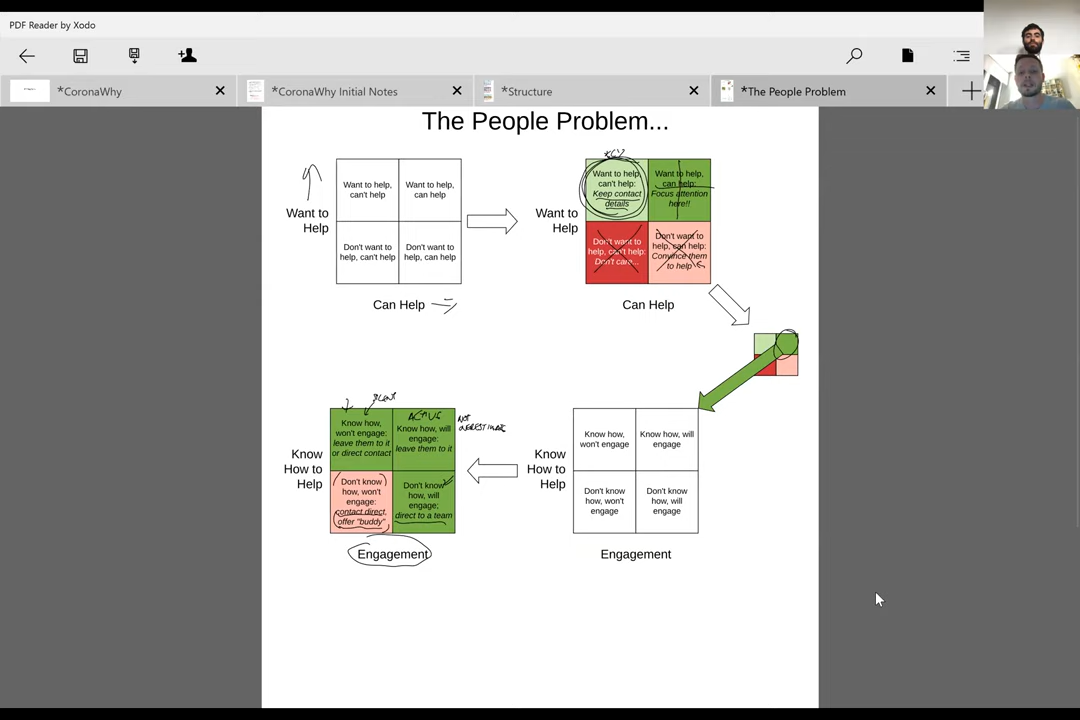 PDF Reader by Xodo
*CoronaWhy
*CoronaWhy Initial Notes
*Structure
*The People Problem
The People Problem...
Want to
Help
Want to help,
can't help
Want to help,
can help
Don't want to
help, can't help
Don't want to
help, can help
Can Help
Want to
Help
KEY
Want to help,
can't help:
Keep contact
details
Want to help,
can help:
Focus attention
here!!
Don't want to
help, can't help:
Don't care...
Don't want to
help, can help:
Convince them
to help
Can Help
Know
How to
Help
SILENT
Know how,
won't engage:
leave them to it
or direct contact
ACTIVE
Know how, will
engage:
leave them to it
NOT
Don't know
how, won't
engage:
contact direct,
offer "buddy"
Don't know
how, will
engage;
direct to a team
Engagement
Know
How to
Help
Know how,
won't engage
Know how, will
engage
Don't know
how, won't
engage
Don't know
how, will
engage
Engagement